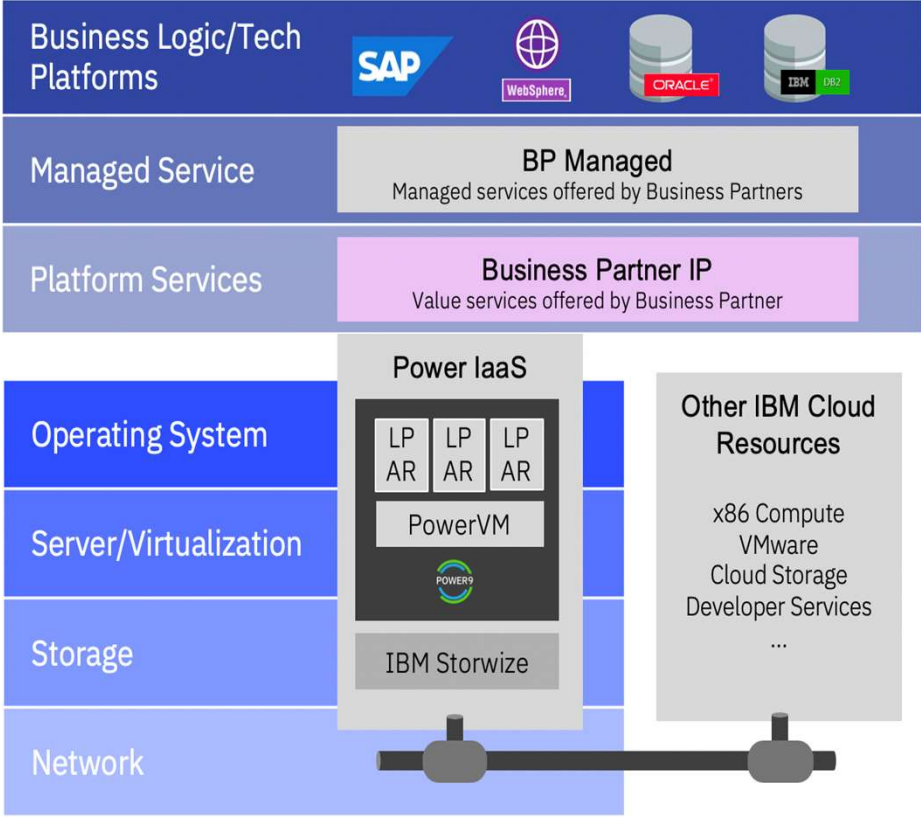 Business Logic/Tech
Platforms
SAP
WebSphere
ORACLE
IBM DB2
Managed Service
BP Managed
Managed services offered by Business Partners
Platform Services
Business Partner IP
Value services offered by Business Partner
Power IaaS
Operating System
LP LP LP
AR AR AR
Server/Virtualization
PowerVM
POWER9
Storage
IBM Storwize
Network
Other IBM Cloud
Resources
x86 Compute
VMware
Cloud Storage
Developer Services
...